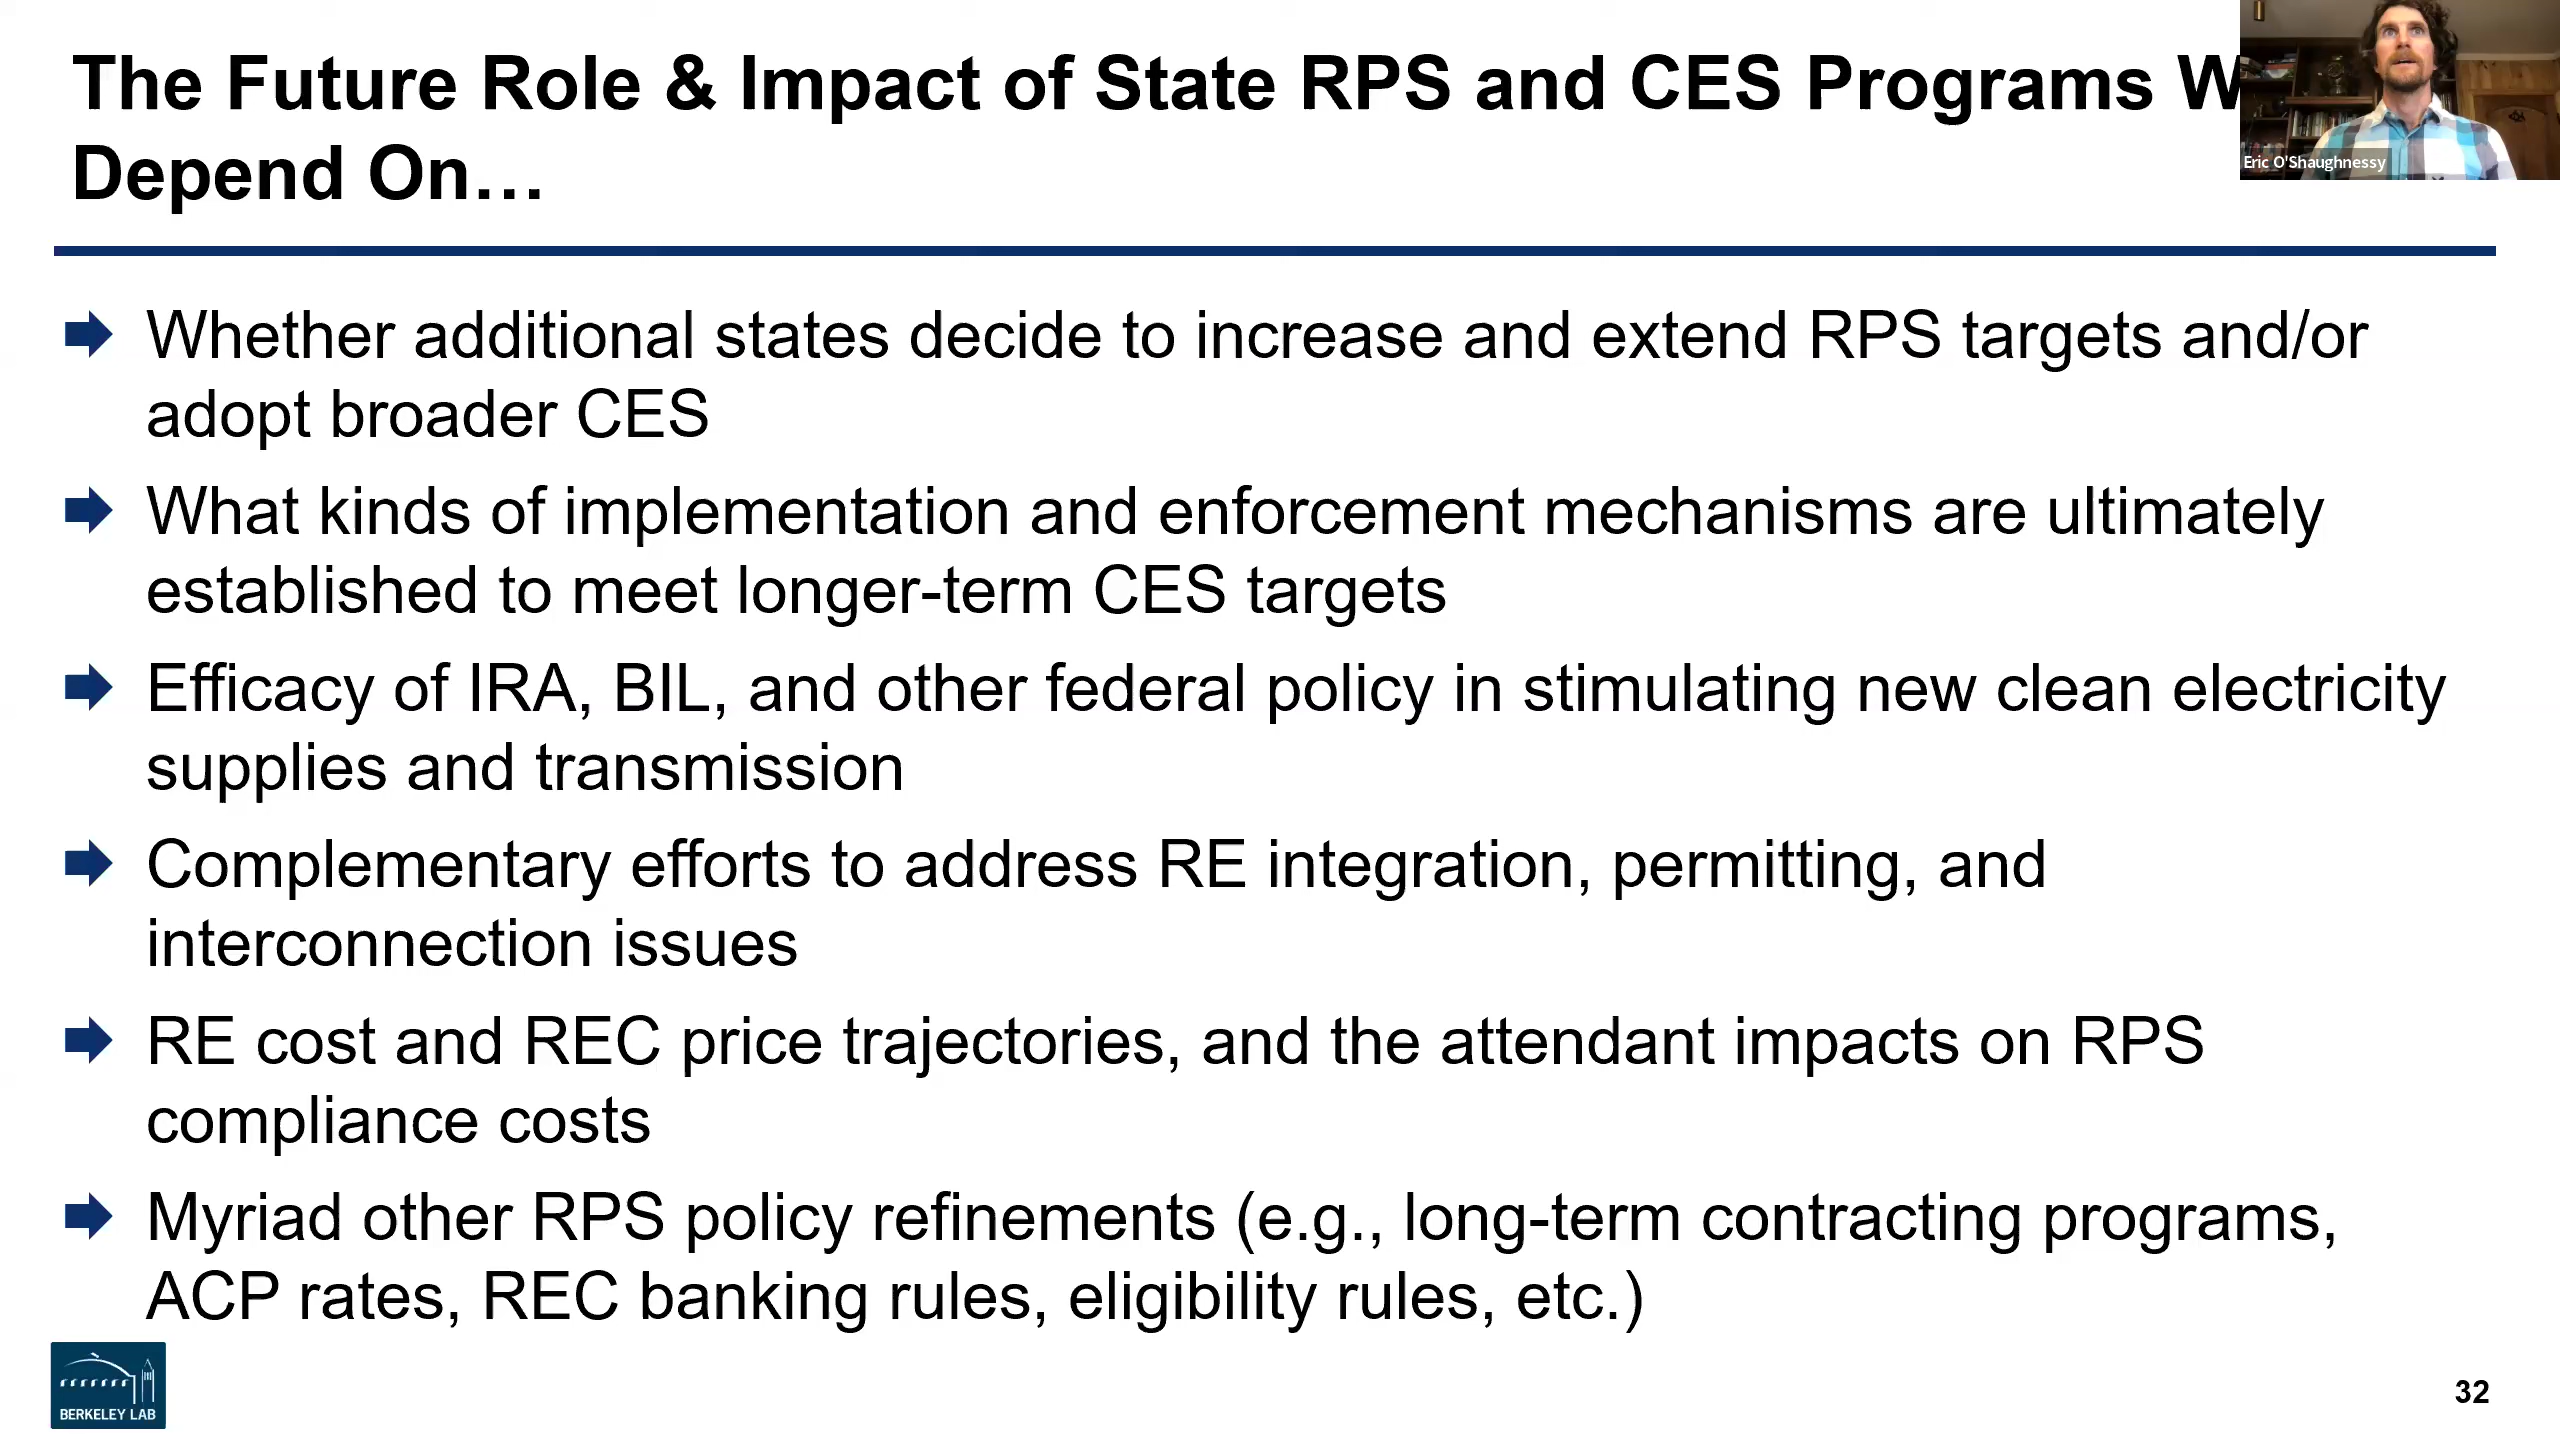 The Future Role & Impact of State RPS and CES Programs
Eric O'Shaughnessy
Depend On…
Whether additional states decide to increase and extend RPS targets and/or
adopt broader CES
What kinds of implementation and enforcement mechanisms are ultimately
established to meet longer-term CES targets
Efficacy of IRA, BIL, and other federal policy in stimulating new clean electricity
supplies and transmission
Complementary efforts to address RE integration, permitting, and
interconnection issues
RE cost and REC price trajectories, and the attendant impacts on RPS
compliance costs
Myriad other RPS policy refinements (e.g., long-term contracting programs,
ACP rates, REC banking rules, eligibility rules, etc.)
BERKELEY LAB
32